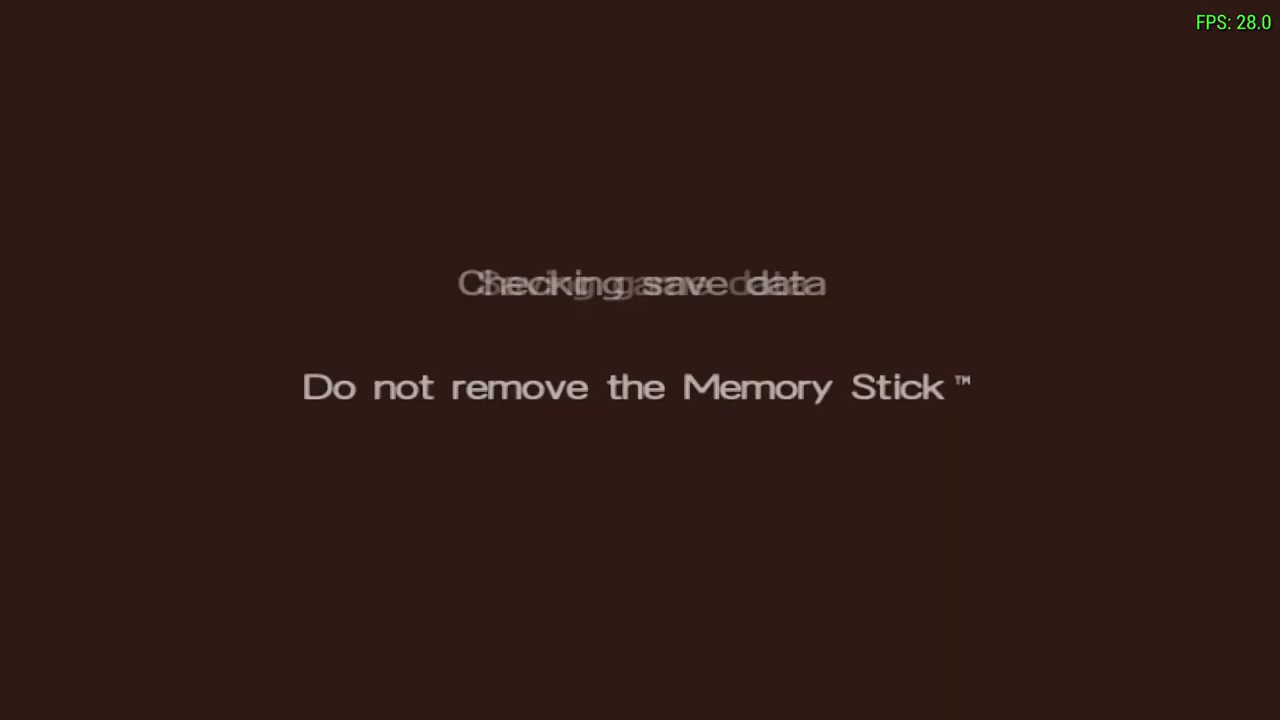 FPS: 28.0
Checking save data
Do not remove the Memory Stick™